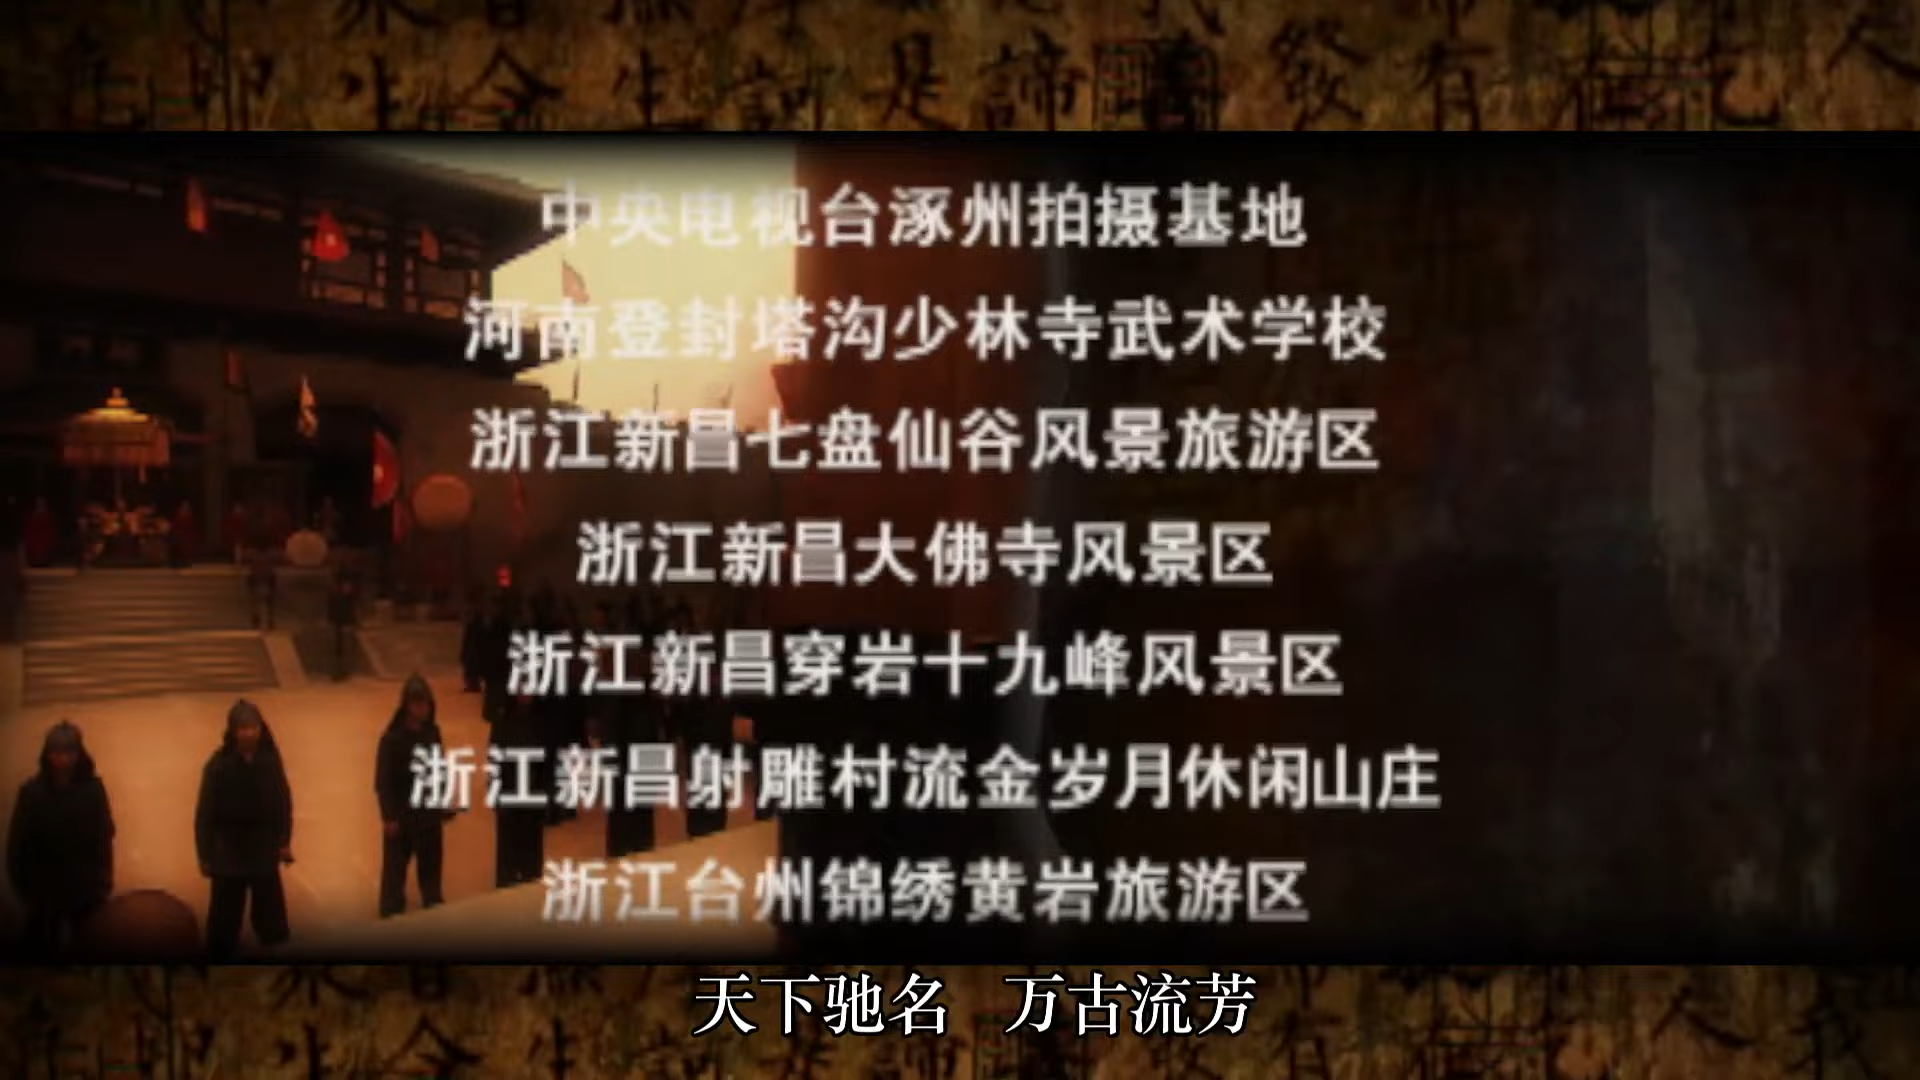 中央电视台涿州拍摄基地
河南登封塔沟少林寺武术学校
浙江新昌七盘仙谷风景旅游区
浙江新昌大佛寺风景区
浙江新昌穿岩十九峰风景区
浙江新昌射雕村流金岁月休闲山庄
浙江台州锦绣黄岩旅游区
天下驰名 万古流芳